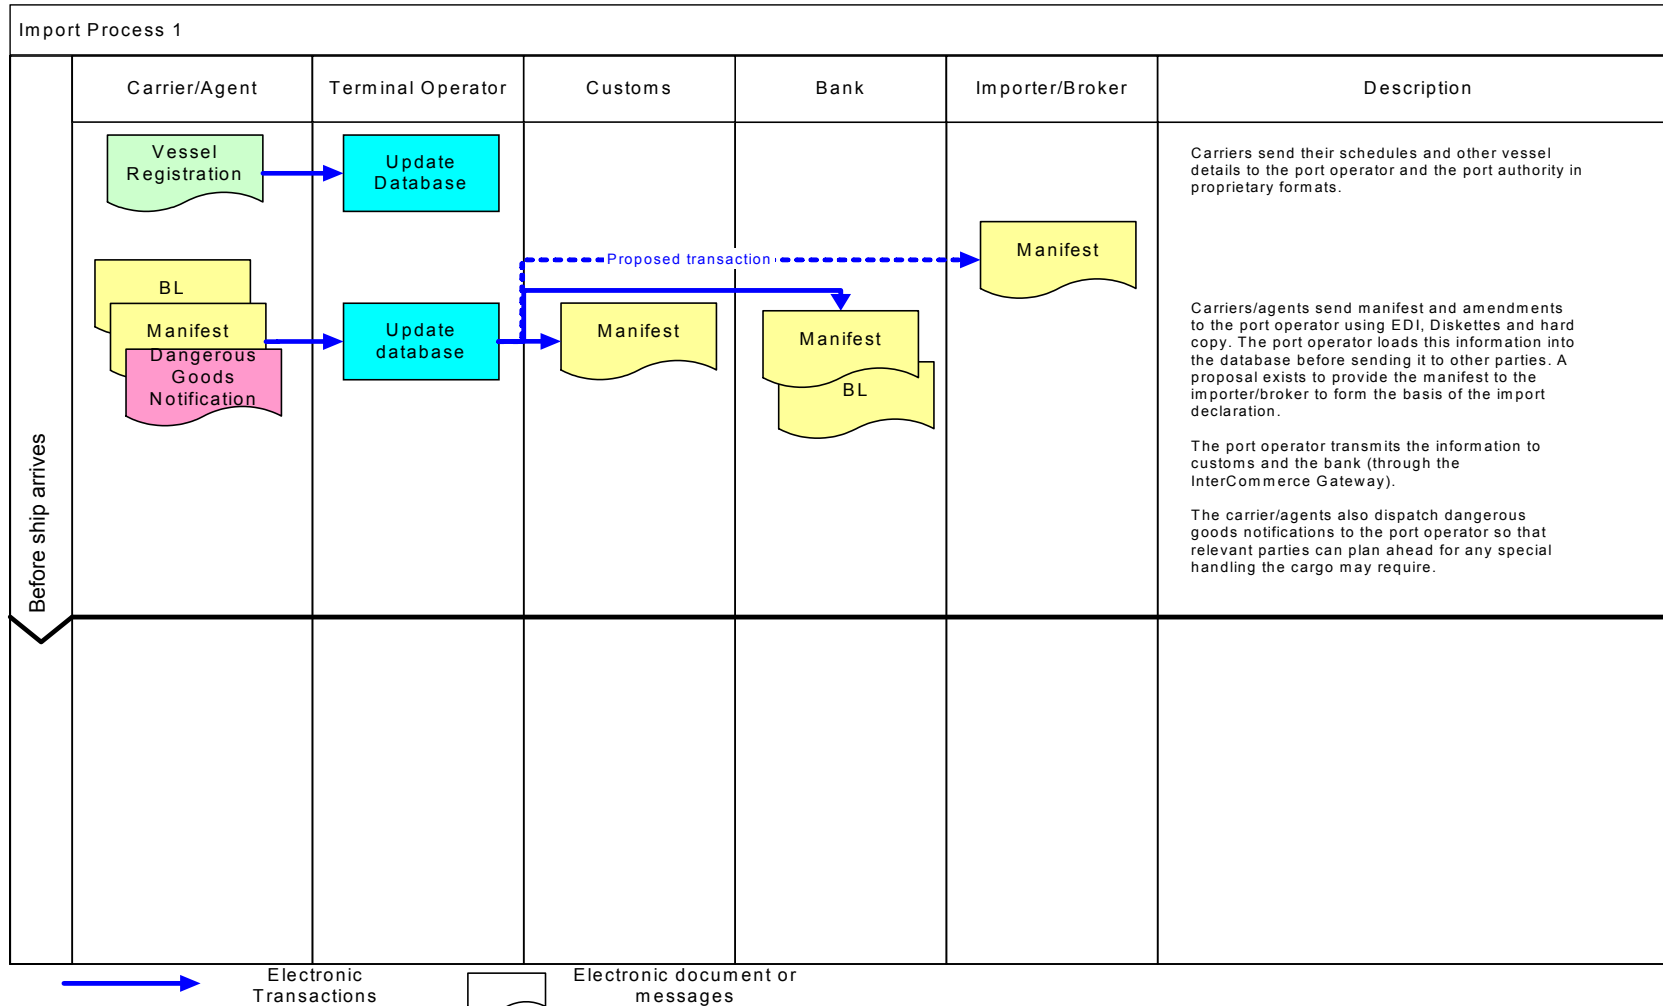 Import Process 1
Carrier/Agent
Terminal Operator
Customs
Bank
Importer/Broker
Description
Before ship arrives
Vessel
Registration
Update
Database
Carriers send their schedules and other vessel
details to the port operator and the port authority in
proprietary formats.
Manifest
Proposed transaction
BL
Manifest
Dangerous
Goods
Notification
Update
database
Manifest
Manifest
BL
Carriers/agents send manifest and amendments
to the port operator using EDI, Diskettes and hard
copy. The port operator loads this information into
the database before sending it to other parties. A
proposal exists to provide the manifest to the
importer/broker to form the basis of the import
declaration.
The port operator transmits the information to
customs and the bank (through the
InterCommerce Gateway).
The carrier/agents also dispatch dangerous
goods notifications to the port operator so that
relevant parties can plan ahead for any special
handling the cargo may require.
Electronic
Transactions
Electronic document or
messages